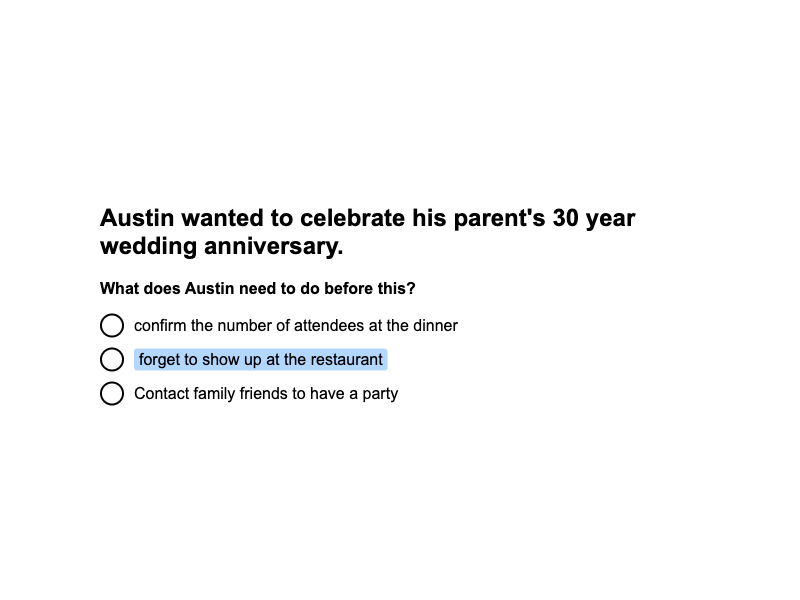 Austin wanted to celebrate his parent's 30 year
wedding anniversary.
What does Austin need to do before this?
confirm the number of attendees at the dinner
forget to show up at the restaurant
Contact family friends to have a party